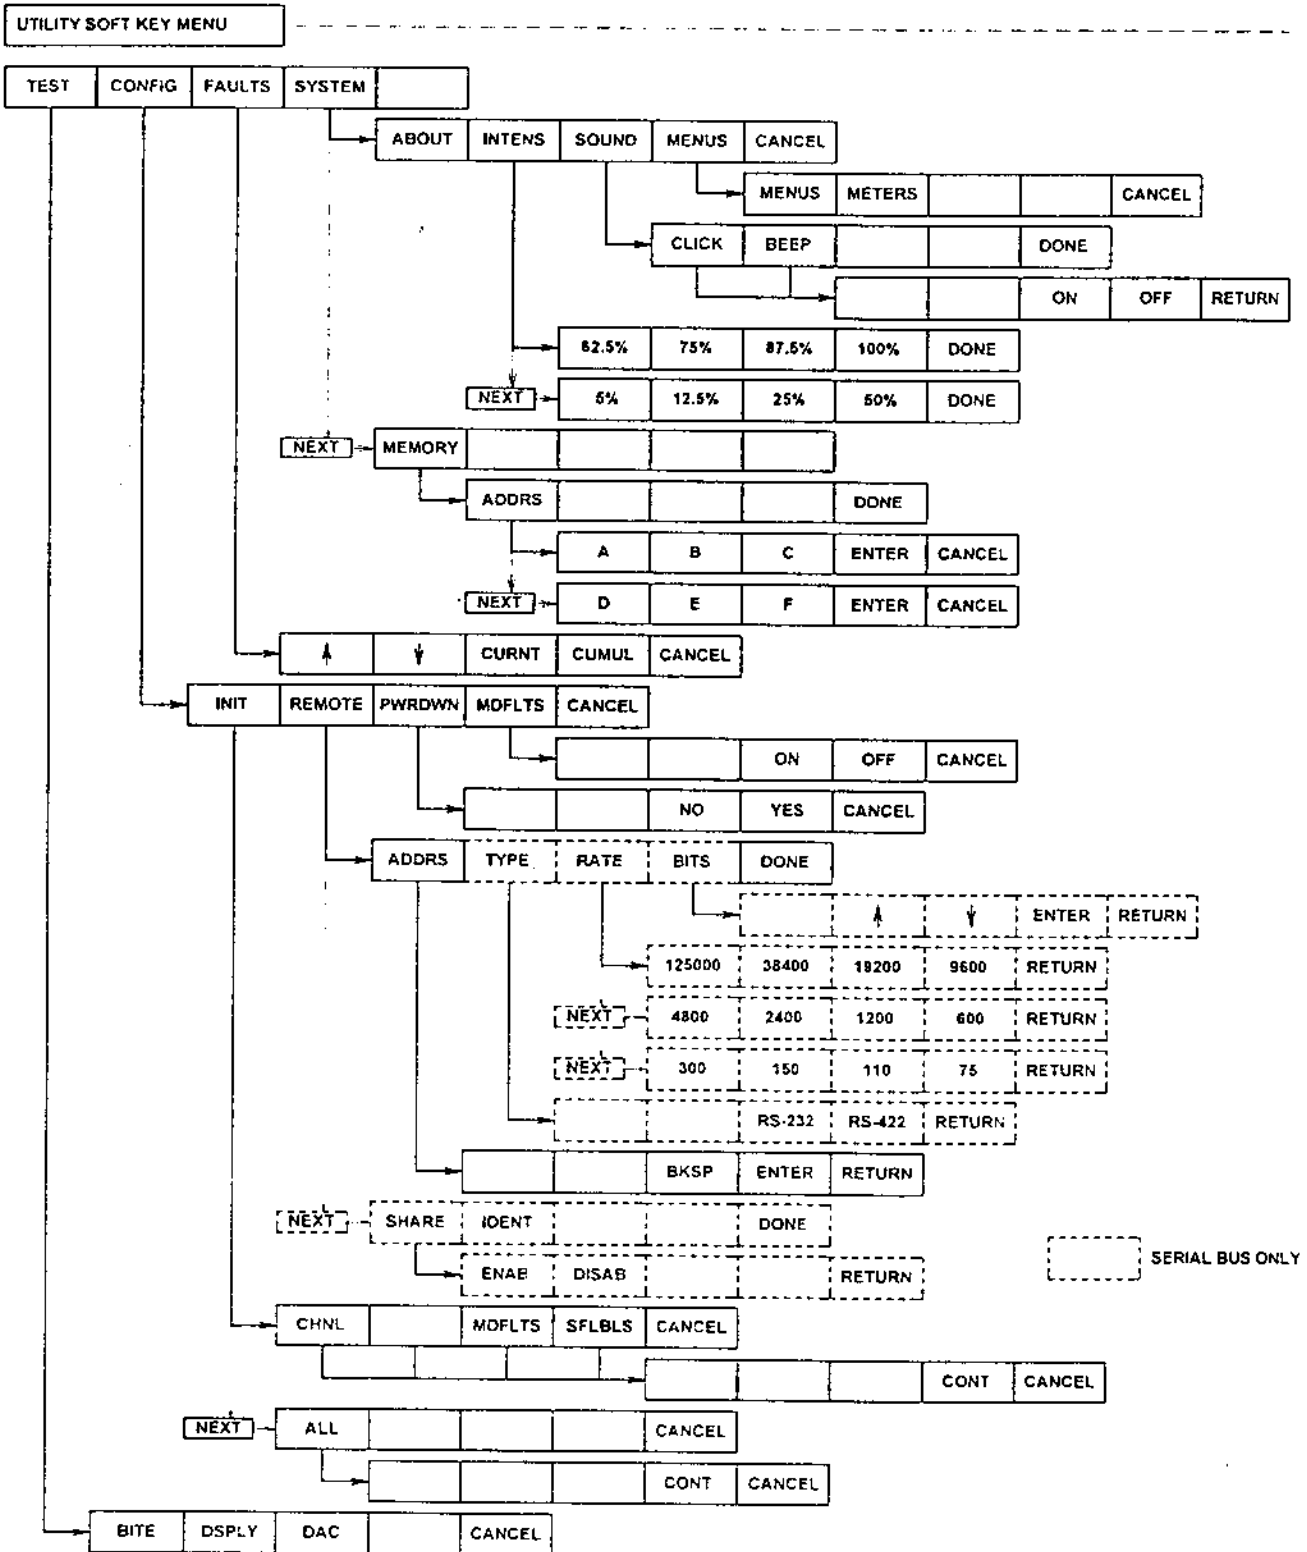 UTILITY SOFT KEY MENU
TEST CONFIG FAULTS SYSTEM
ABOUT INTENS SOUND MENUS CANCEL
MENUS METERS CANCEL
CLICK BEEP DONE
ON OFF RETURN
62.5% 75% 87.5% 100% DONE
NEXT 5% 12.5% 25% 50% DONE
NEXT MEMORY
ADDRS DONE
A B C ENTER CANCEL
NEXT D E F ENTER CANCEL
↑ ↓ CURNT CUMUL CANCEL
INIT REMOTE PWRDWN MDFLTS CANCEL
ON OFF CANCEL
NO YES CANCEL
ADDRS TYPE RATE BITS DONE
↑ ↓ ENTER RETURN
125000 38400 19200 9600 RETURN
NEXT 4800 2400 1200 600 RETURN
NEXT 300 150 110 75 RETURN
RS-232 RS-422 RETURN
BKSP ENTER RETURN
NEXT SHARE IDENT DONE
SERIAL BUS ONLY
ENAB DISAB RETURN
CHNL MDFLTS SFLBLS CANCEL
CONT CANCEL
NEXT ALL CANCEL
CONT CANCEL
BITE DSPLY DAC CANCEL